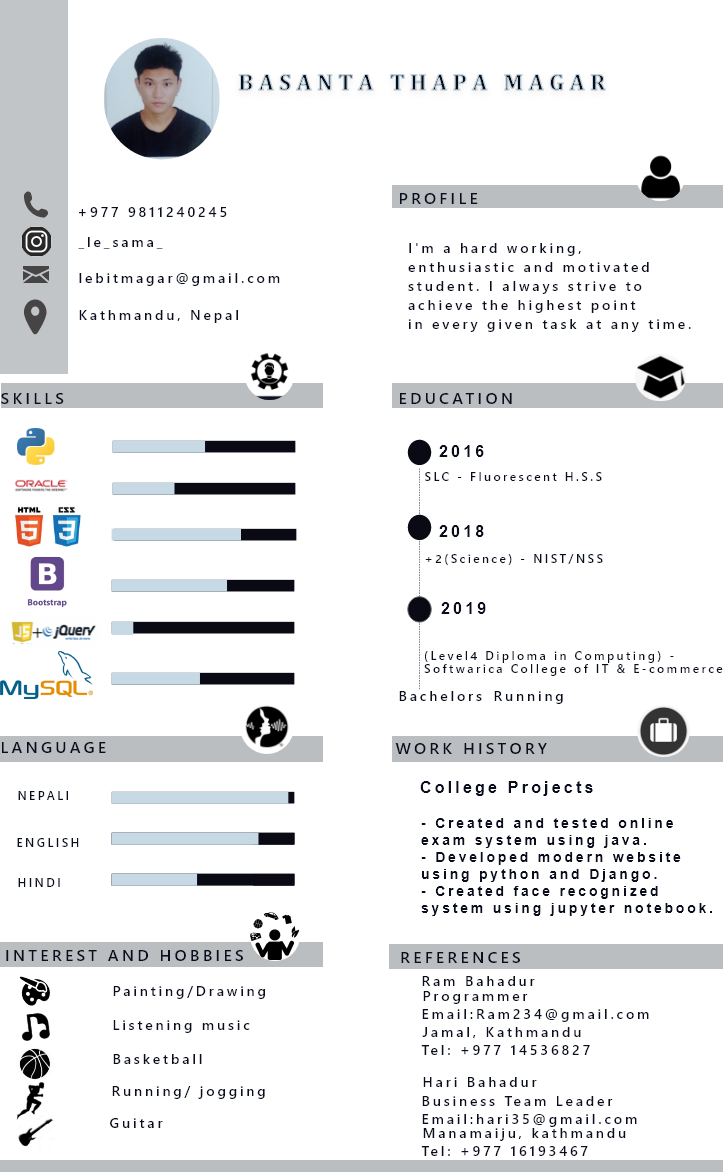 BASANTA THAPA MAGAR
+977 9811240245
_le_sama_
lebitmagar@gmail.com
Kathmandu, Nepal
PROFILE
I'm a hard working,
enthusiastic and motivated
student. I always strive to
achieve the highest point
in every given task at any time.
SKILLS
ORACLE
HTML CSS
5 3
B
Bootstrap
JS+jQuery
MySQL
EDUCATION
2016
SLC - Fluorescent H.S.S
2018
+2(Science) - NIST/NSS
2019
(Level4 Diploma in Computing) -
Softwarica College of IT & E-commerce
Bachelors Running
LANGUAGE
NEPALI
ENGLISH
HINDI
WORK HISTORY
College Projects
- Created and tested online
exam system using java.
- Developed modern website
using python and Django.
- Created face recognized
system using jupyter notebook.
INTEREST AND HOBBIES
Painting/Drawing
Listening music
Basketball
Running/ jogging
Guitar
REFERENCES
Ram Bahadur
Programmer
Email:Ram234@gmail.com
Jamal, Kathmandu
Tel: +977 14536827
Hari Bahadur
Business Team Leader
Email:hari35@gmail.com
Manamaiju, kathmandu
Tel: +977 16193467